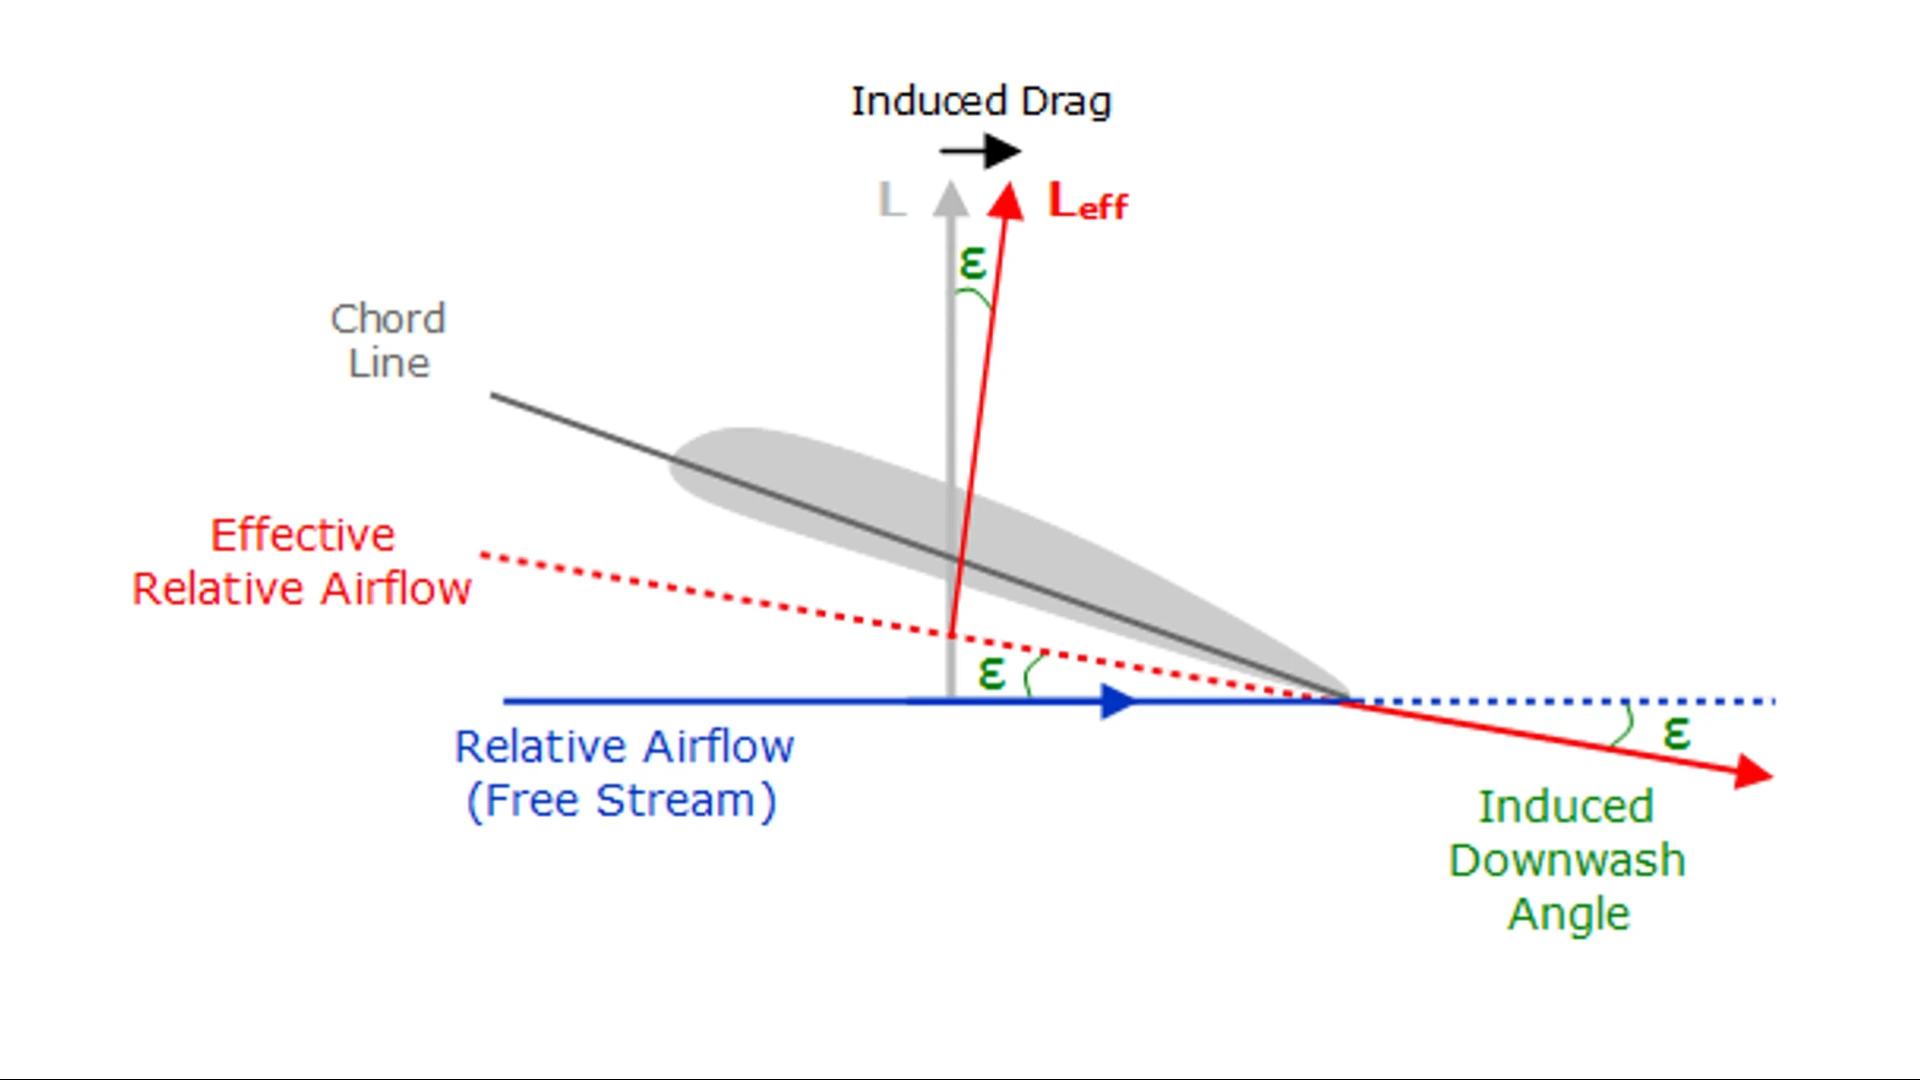 Induced Drag
L
Leff
ε
Chord
Line
Effective
Relative Airflow
ε
Relative Airflow
(Free Stream)
ε
Induced
Downwash
Angle